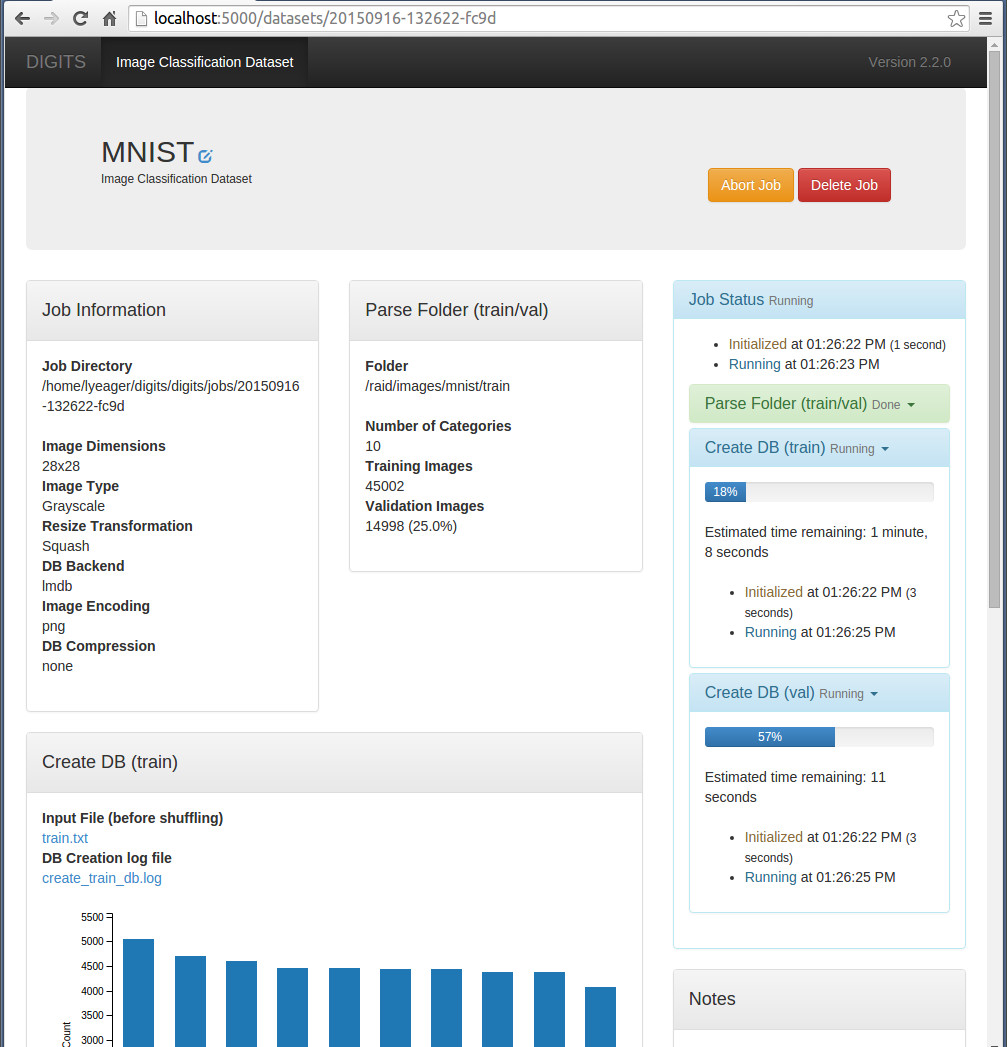 localhost:5000/datasets/20150916-132622-fc9d
DIGITS
Image Classification Dataset
Version 2.2.0
MNIST
Image Classification Dataset
Abort Job
Delete Job
Job Information
Job Directory
/home/lyeager/digits/digits/jobs/20150916
-132622-fc9d
Image Dimensions
28x28
Image Type
Grayscale
Resize Transformation
Squash
DB Backend
lmdb
Image Encoding
png
DB Compression
none
Parse Folder (train/val)
Folder
/raid/images/mnist/train
Number of Categories
10
Training Images
45002
Validation Images
14998 (25.0%)
Job Status Running
Initialized at 01:26:22 PM (1 second)
Running at 01:26:23 PM
Parse Folder (train/val) Done
Create DB (train) Running
18%
Estimated time remaining: 1 minute,
8 seconds
Initialized at 01:26:22 PM (3
seconds)
Running at 01:26:25 PM
Create DB (val) Running
57%
Estimated time remaining: 11
seconds
Initialized at 01:26:22 PM (3
seconds)
Running at 01:26:25 PM
Create DB (train)
Input File (before shuffling)
train.txt
DB Creation log file
create_train_db.log
5500
5000
4500
4000
3500
3000
Count
Notes